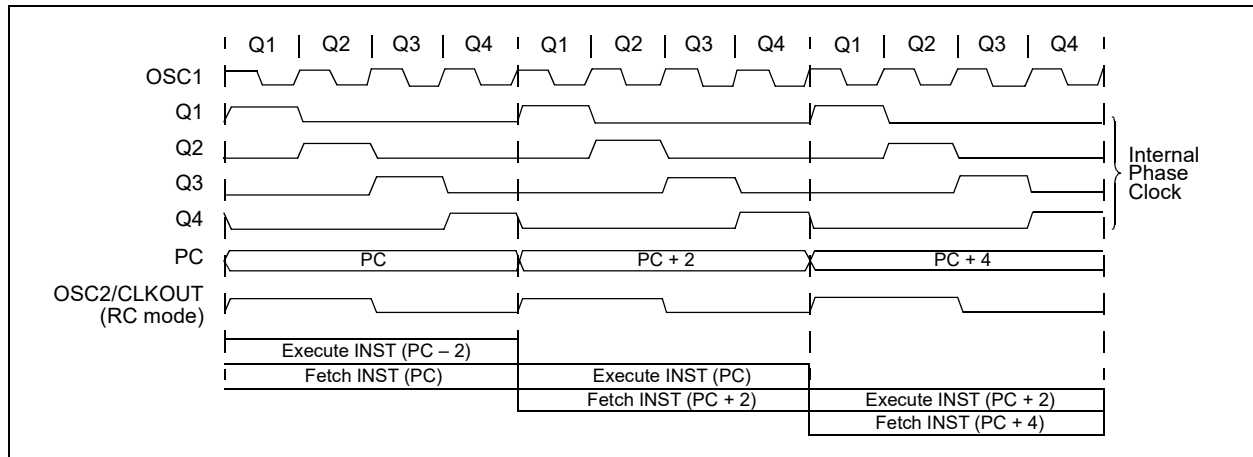 Q1 Q2 Q3 Q4 Q1 Q2 Q3 Q4 Q1 Q2 Q3 Q4
OSC1
Q1
Q2
Q3
Q4
Internal
Phase
Clock
PC PC PC + 2 PC + 4
OSC2/CLKOUT
(RC mode)
Execute INST (PC – 2)
Fetch INST (PC) Execute INST (PC)
Fetch INST (PC + 2) Execute INST (PC + 2)
Fetch INST (PC + 4)